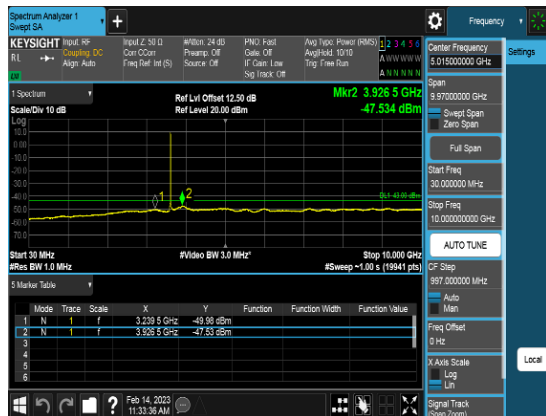 Spectrum Analyzer 1
Swept SA
Frequency
KEYSIGHT
Input: RF
Coupling: DC
Align: Auto
Input Z: 50 Ω
Corr CCorr
Freq Ref: Int (S)
#Atten: 24 dB
Preamp: Off
Source: Off
PNO: Fast
Gate: Off
IF Gain: Low
Sig Track: Off
Avg Type: Power (RMS)
Avg|Hold: 10/10
Trig: Free Run
1 2 3 4 5 6
A W W W W W
A N N N N N
RL
LV
1 Spectrum
Scale/Div 10 dB
Ref Lvl Offset 12.50 dB
Ref Level 20.00 dBm
Mkr2 3.926 5 GHz
-47.534 dBm
Log
10.0
0.00
-10.0
-20.0
-30.0
-40.0
-50.0
-60.0
-70.0
1
2
DL1 -43.00 dBm
Start 30 MHz
#Res BW 1.0 MHz
#Video BW 3.0 MHz*
Stop 10.000 GHz
#Sweep ~1.00 s (19941 pts)
5 Marker Table
Mode Trace Scale X Y Function Function Width Function Value
1 N 1 f 3.239 5 GHz -49.98 dBm
2 N 1 f 3.926 5 GHz -47.53 dBm
3
4
5
6
Feb 14, 2023
11:33:36 AM
Center Frequency
5.015000000 GHz
Span
9.97000000 GHz
Swept Span
Zero Span
Full Span
Start Freq
30.000000 MHz
Stop Freq
10.000000000 GHz
AUTO TUNE
CF Step
997.000000 MHz
Auto
Man
Freq Offset
0 Hz
X Axis Scale
Log
Lin
Signal Track
(Span Zoom)
Settings
Local